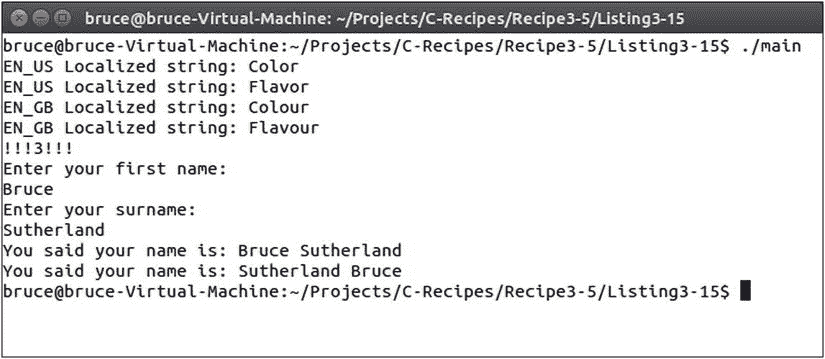 bruce@bruce-Virtual-Machine: ~/Projects/C-Recipes/Recipe3-5/Listing3-15
bruce@bruce-Virtual-Machine:~/Projects/C-Recipes/Recipe3-5/Listing3-15$ ./main
EN_US Localized string: Color
EN_US Localized string: Flavor
EN_GB Localized string: Colour
EN_GB Localized string: Flavour
!!!3!!!
Enter your first name:
Bruce
Enter your surname:
Sutherland
You said your name is: Bruce Sutherland
You said your name is: Sutherland Bruce
bruce@bruce-Virtual-Machine:~/Projects/C-Recipes/Recipe3-5/Listing3-15$